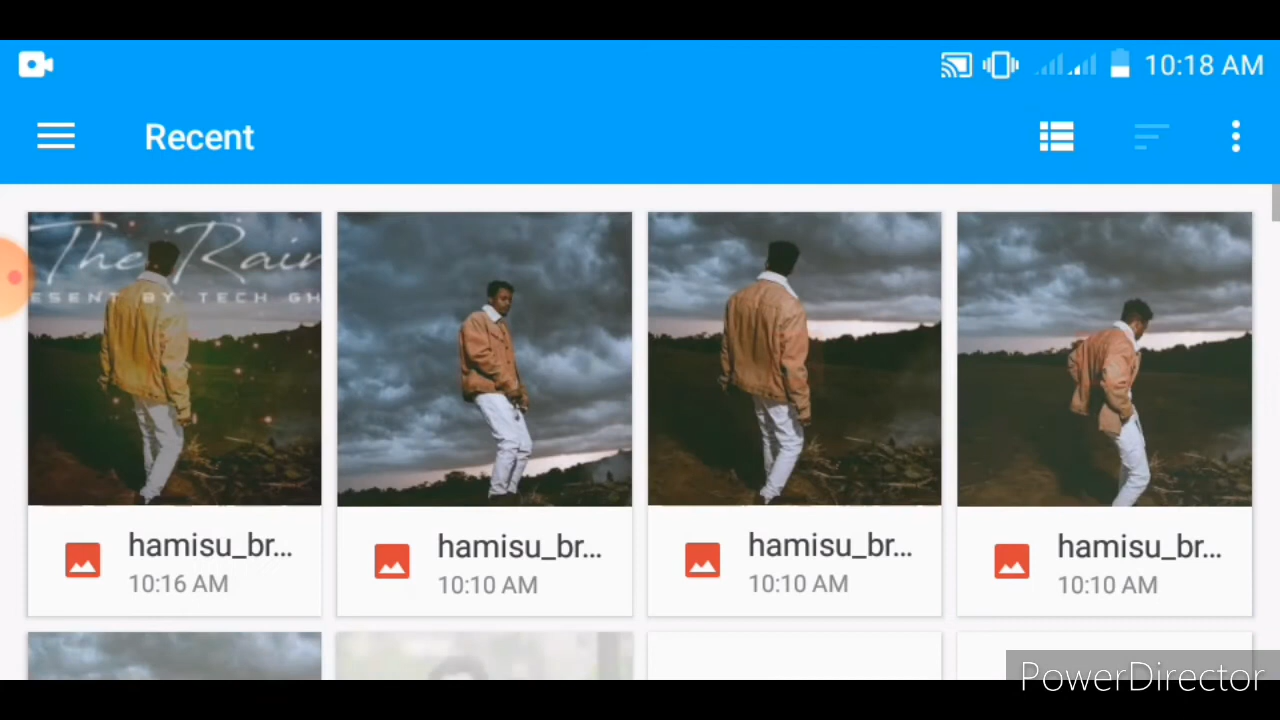 10:18 AM
Recent
The Rain
ESENT BY TECH GH
hamisu_br...
10:16 AM
hamisu_br...
10:10 AM
hamisu_br...
10:10 AM
hamisu_br...
10:10 AM
PowerDirector